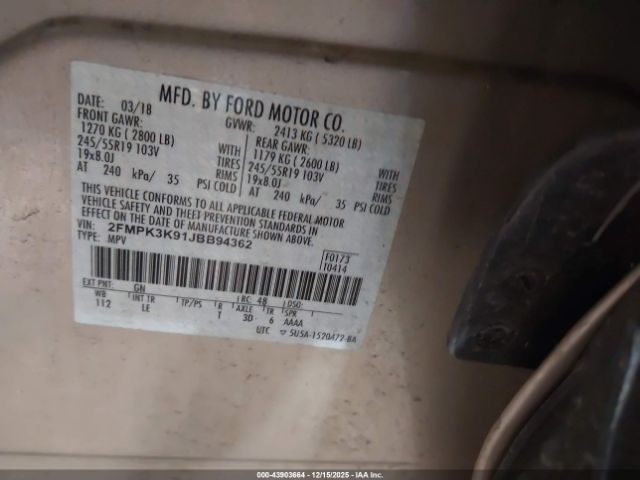 MFD. BY FORD MOTOR CO.
DATE: 03/18 GVWR: 2413 KG ( 5320 LB)
FRONT GAWR: REAR GAWR:
1270 KG ( 2800 LB) WITH 1179 KG ( 2600 LB) WITH
245/55R19 103V TIRES 245/55R19 103V TIRES
19x8.0J RIMS 19x8.0J RIMS
AT 240 kPa/ 35 PSI COLD AT 240 kPa/ 35 PSI COLD
THIS VEHICLE CONFORMS TO ALL APPLICABLE FEDERAL MOTOR
VEHICLE SAFETY AND THEFT PREVENTION STANDARDS IN
EFFECT ON THE DATE OF MANUFACTURE SHOWN ABOVE.
VIN: 2FMPK3K91JBB94362 F0173
TYPE: MPV T0414
EXT PNT: GN RC: 48 DSO:
WB INT TR TP/PS R AXLE TR SPR
112 LE 1 3D 6 AAAA
UTC 5U5A-1520472-BA
000-43903664 - 12/15/2025 - IAA Inc.